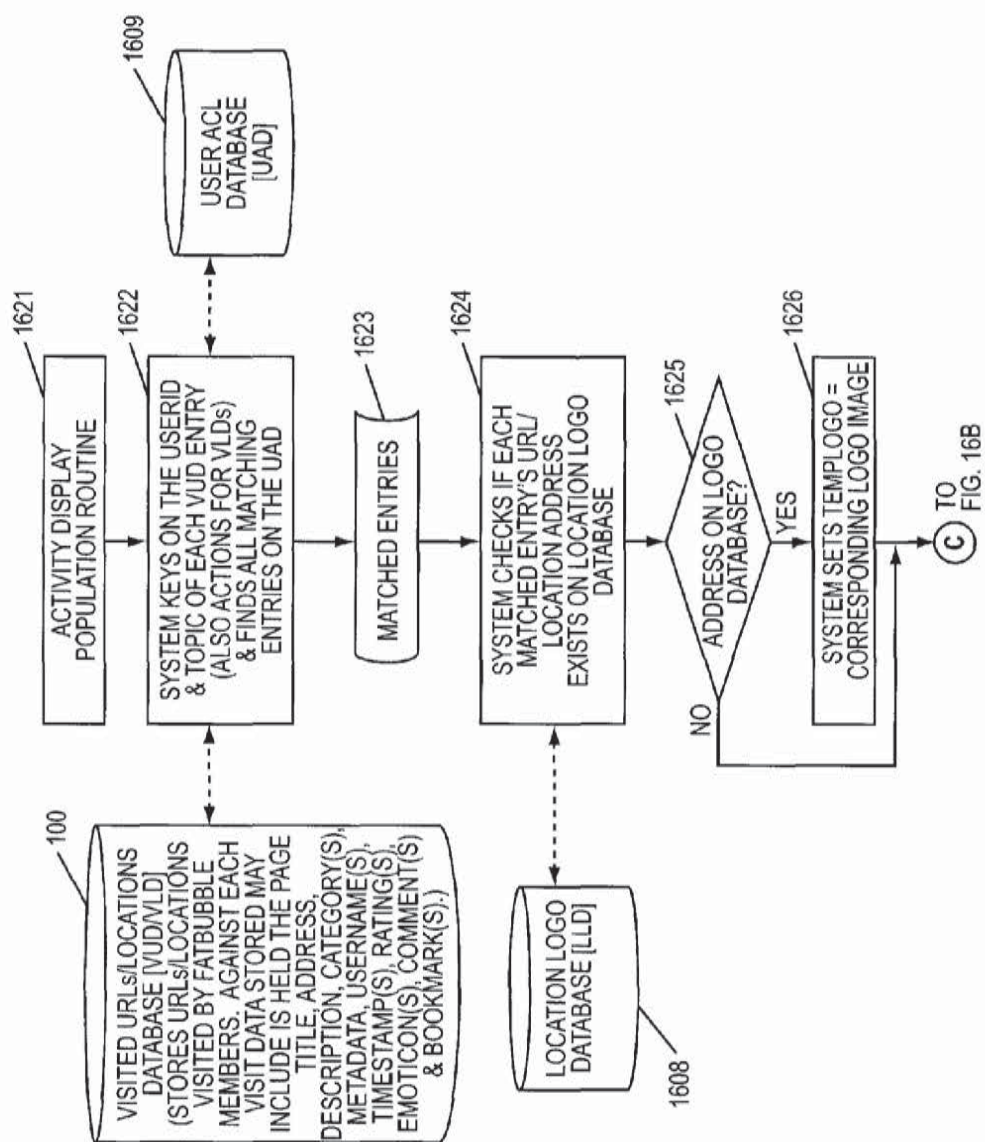 1621
ACTIVITY DISPLAY
POPULATION ROUTINE
100
VISITED URLs/LOCATIONS
DATABASE [VUD/VLD]
(STORES URLs/LOCATIONS
VISITED BY FATBUBBLE
MEMBERS. AGAINST EACH
VISIT DATA STORED MAY
INCLUDE IS HELD THE PAGE
TITLE, ADDRESS,
DESCRIPTION, CATEGORY(S),
METADATA, USERNAME(S),
TIMESTAMP(S), RATING(S),
EMOTICON(S), COMMENT(S)
& BOOKMARK(S).)
1622
SYSTEM KEYS ON THE USERID
& TOPIC OF EACH VUD ENTRY
(ALSO ACTIONS FOR VLDs)
& FINDS ALL MATCHING
ENTRIES ON THE UAD
1609
USER ACL
DATABASE
[UAD]
1623
MATCHED ENTRIES
LOCATION LOGO
DATABASE [LLD]
1608
1624
SYSTEM CHECKS IF EACH
MATCHED ENTRY'S URL/
LOCATION ADDRESS
EXISTS ON LOCATION LOGO
DATABASE
1625
ADDRESS ON LOGO
DATABASE?
NO
YES
1626
SYSTEM SETS TEMPLOGO =
CORRESPONDING LOGO IMAGE
C
TO
FIG. 16B